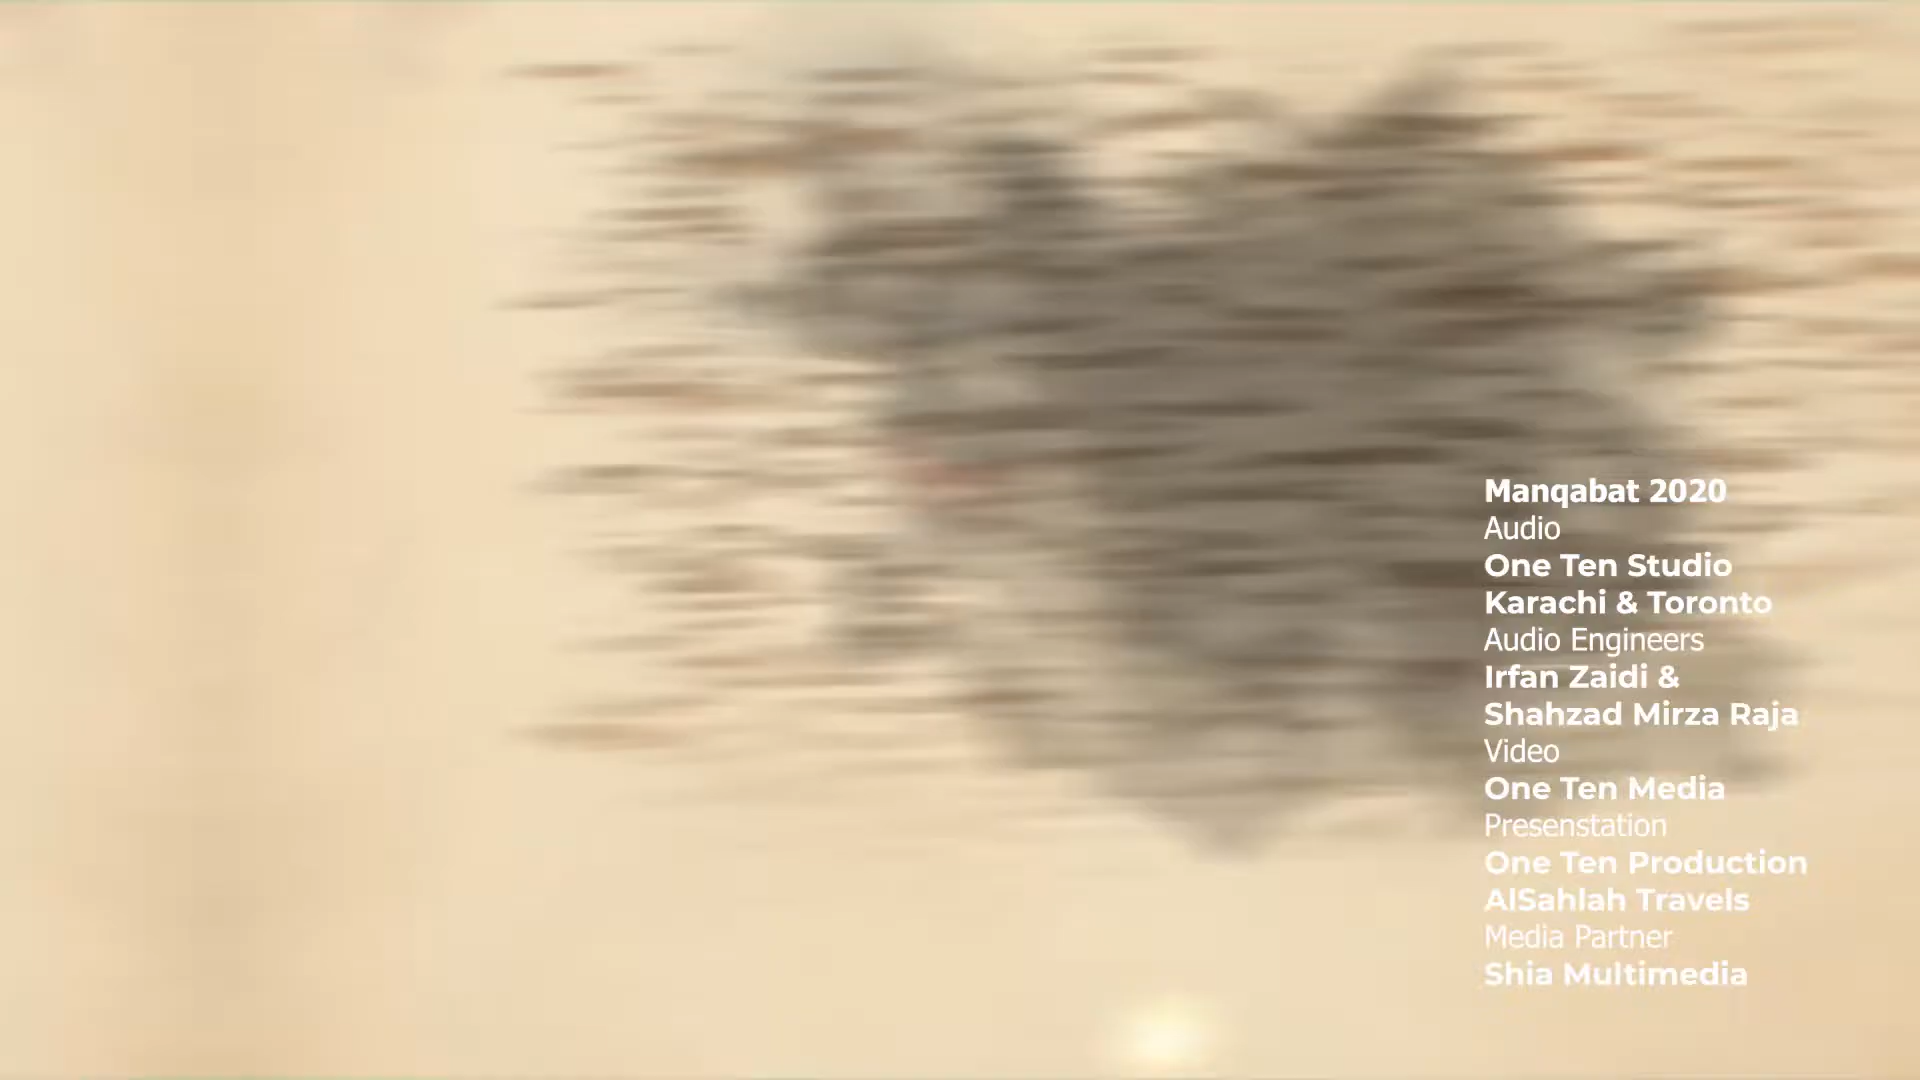 Manqabat 2020
Audio
One Ten Studio
Karachi & Toronto
Audio Engineers
Irfan Zaidi &
Shahzad Mirza Raja
Video
One Ten Media
Presenstation
One Ten Production
AlSahlah Travels
Media Partner
Shia Multimedia